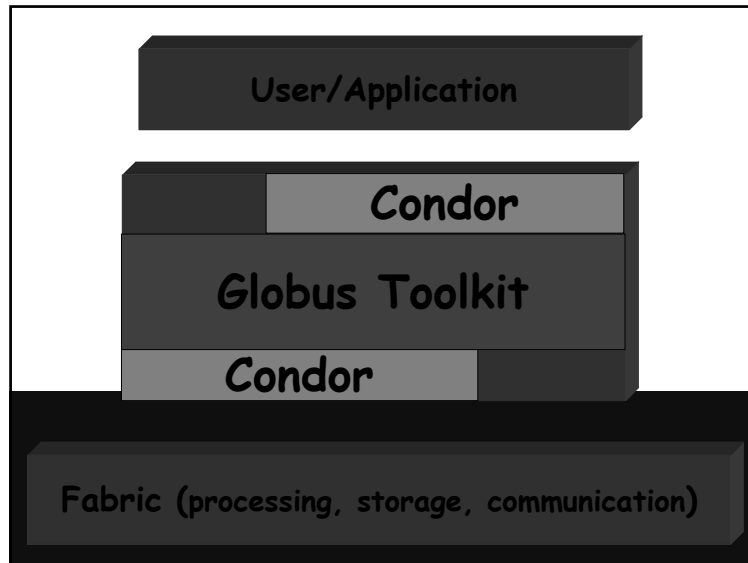 User/Application
Condor
Globus Toolkit
Condor
Fabric (processing, storage, communication)